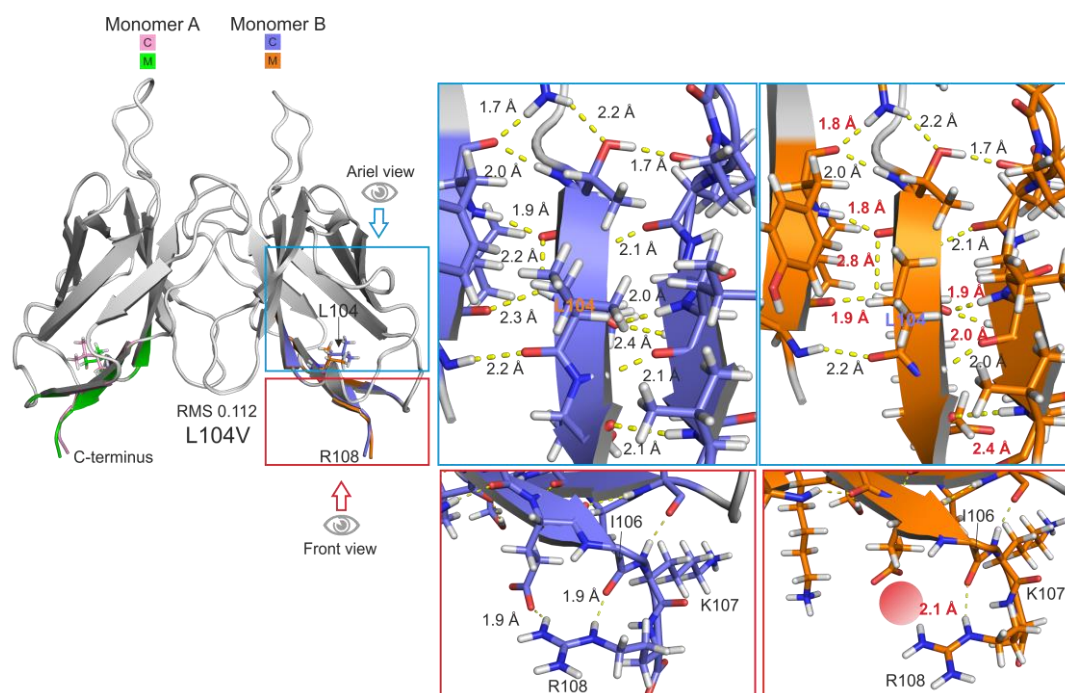 Monomer A
C
M
Monomer B
C
M
Ariel view
L104
RMS 0.112
L104V
C-terminus
R108
Front view
1.7 Å
2.2 Å
2.0 Å
1.7 Å
1.9 Å
2.2 Å
2.1 Å
L104
2.0 Å
2.3 Å
2.4 Å
2.2 Å
2.1 Å
2.1 Å
1.8 Å
2.2 Å
1.7 Å
2.0 Å
1.8 Å
2.1 Å
2.8 Å
1.9 Å
1.9 Å
L104
2.0 Å
2.2 Å
2.0 Å
2.4 Å
I106
1.9 Å
K107
1.9 Å
R108
I106
2.1 Å
K107
R108